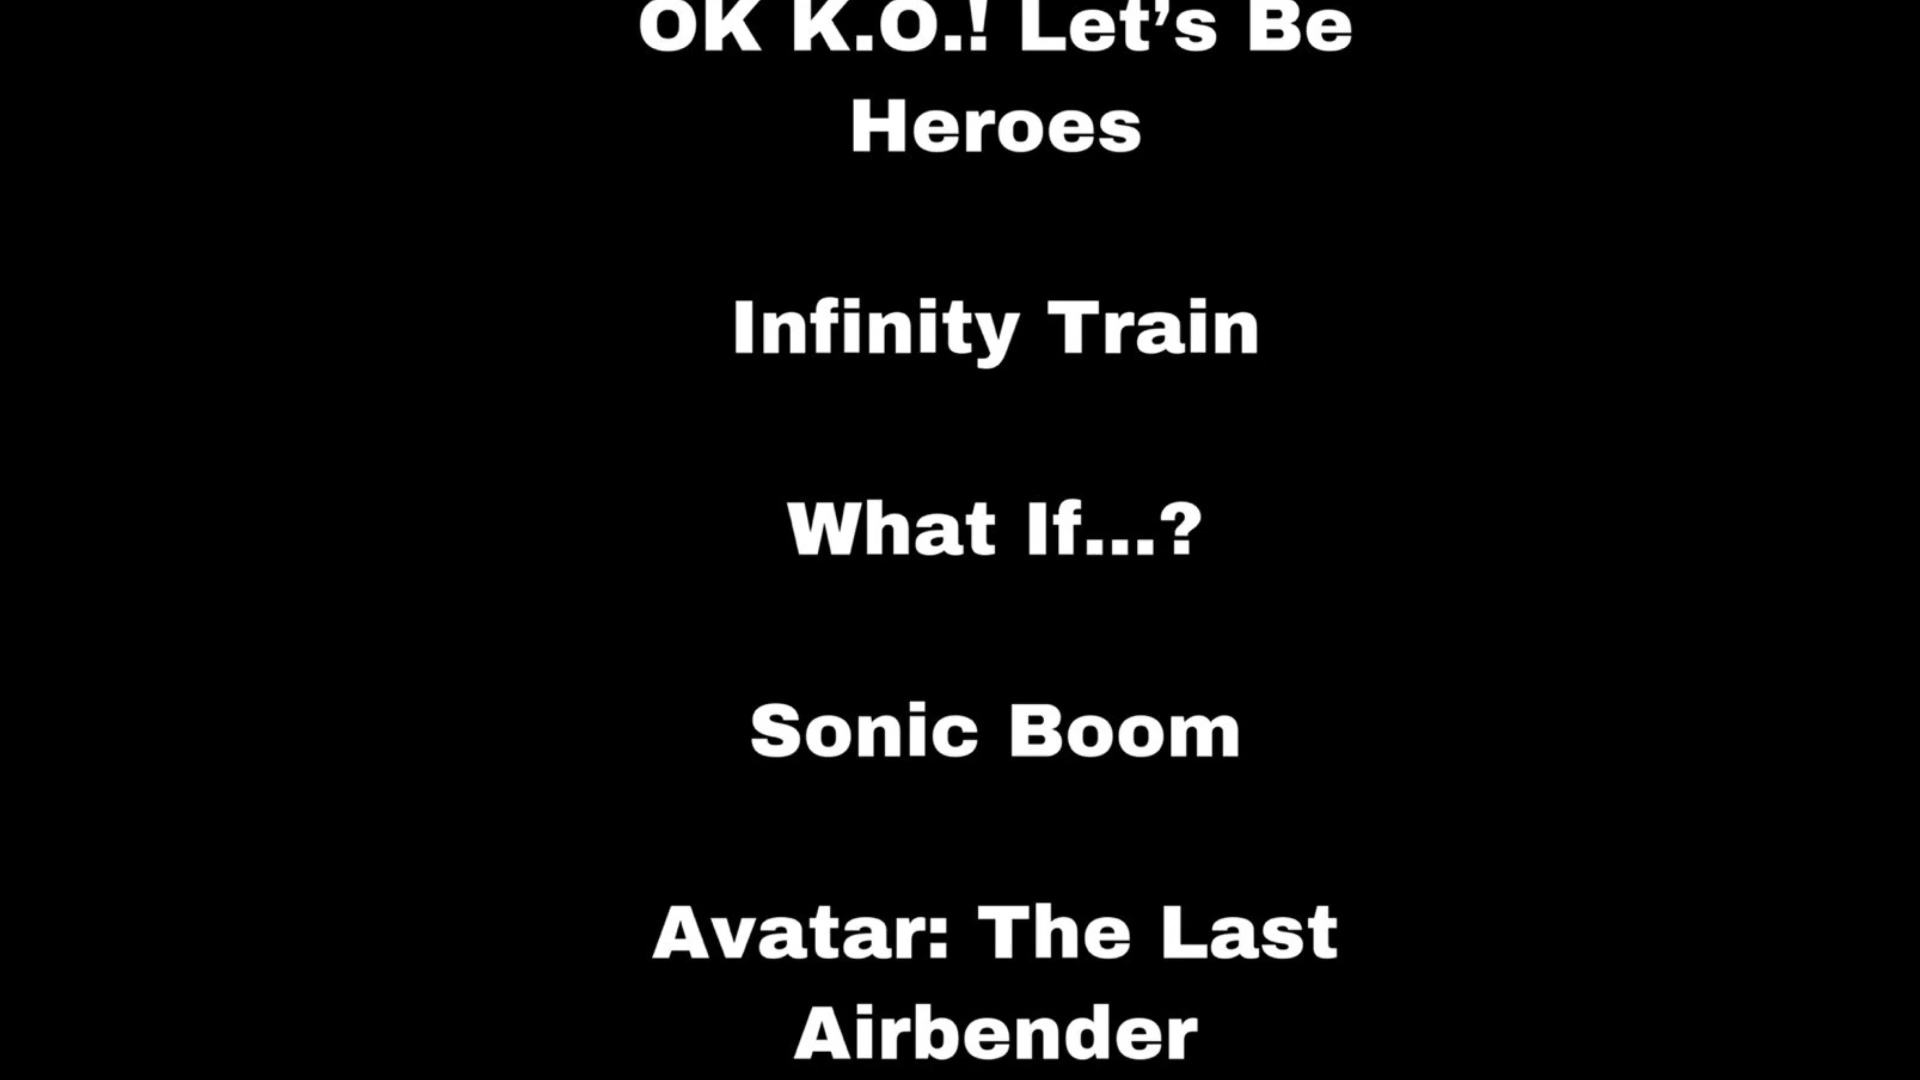 OK K.O.! Let’s Be
Heroes
Infinity Train
What If...?
Sonic Boom
Avatar: The Last
Airbender